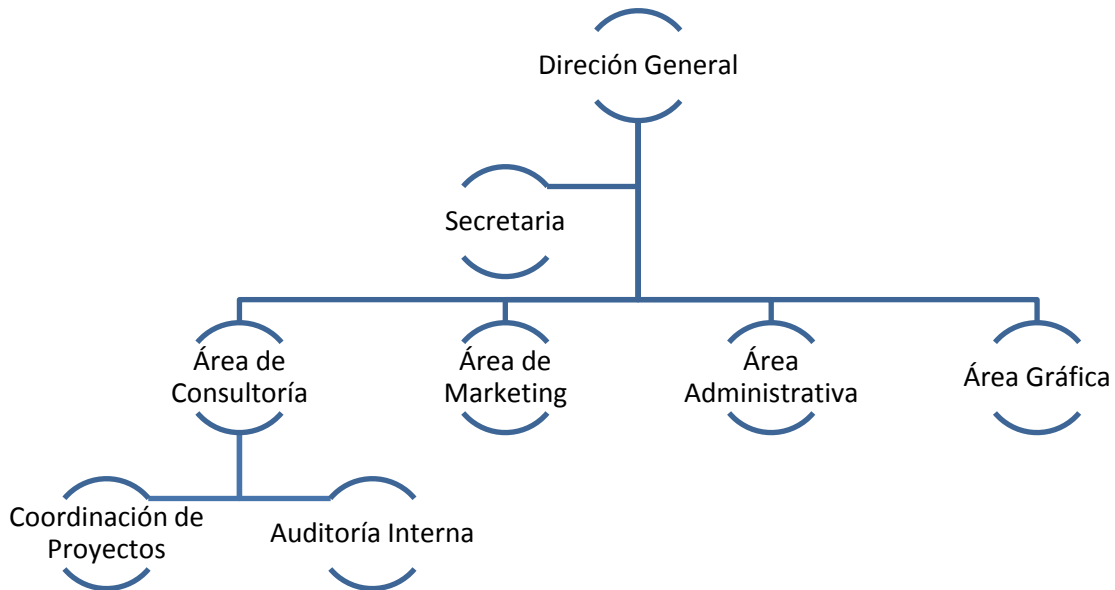 Direción General
Secretaria
Área de
Consultoría
Área de
Marketing
Área
Administrativa
Área Gráfica
Coordinación de
Proyectos
Auditoría Interna